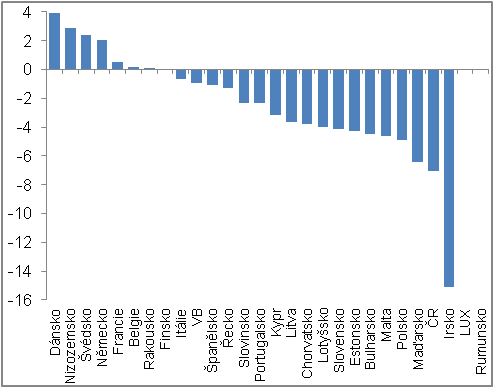 4
2
0
-2
-4
-6
-8
-10
-12
-14
-16
Dánsko
Nizozemsko
Švédsko
Německo
Francie
Belgie
Rakousko
Finsko
Itálie
VB
Španělsko
Řecko
Slovinsko
Portugalsko
Kypr
Litva
Chorvatsko
Lotyšsko
Slovensko
Estonsko
Bulharsko
Malta
Polsko
Maďarsko
ČR
Irsko
LUX
Rumunsko